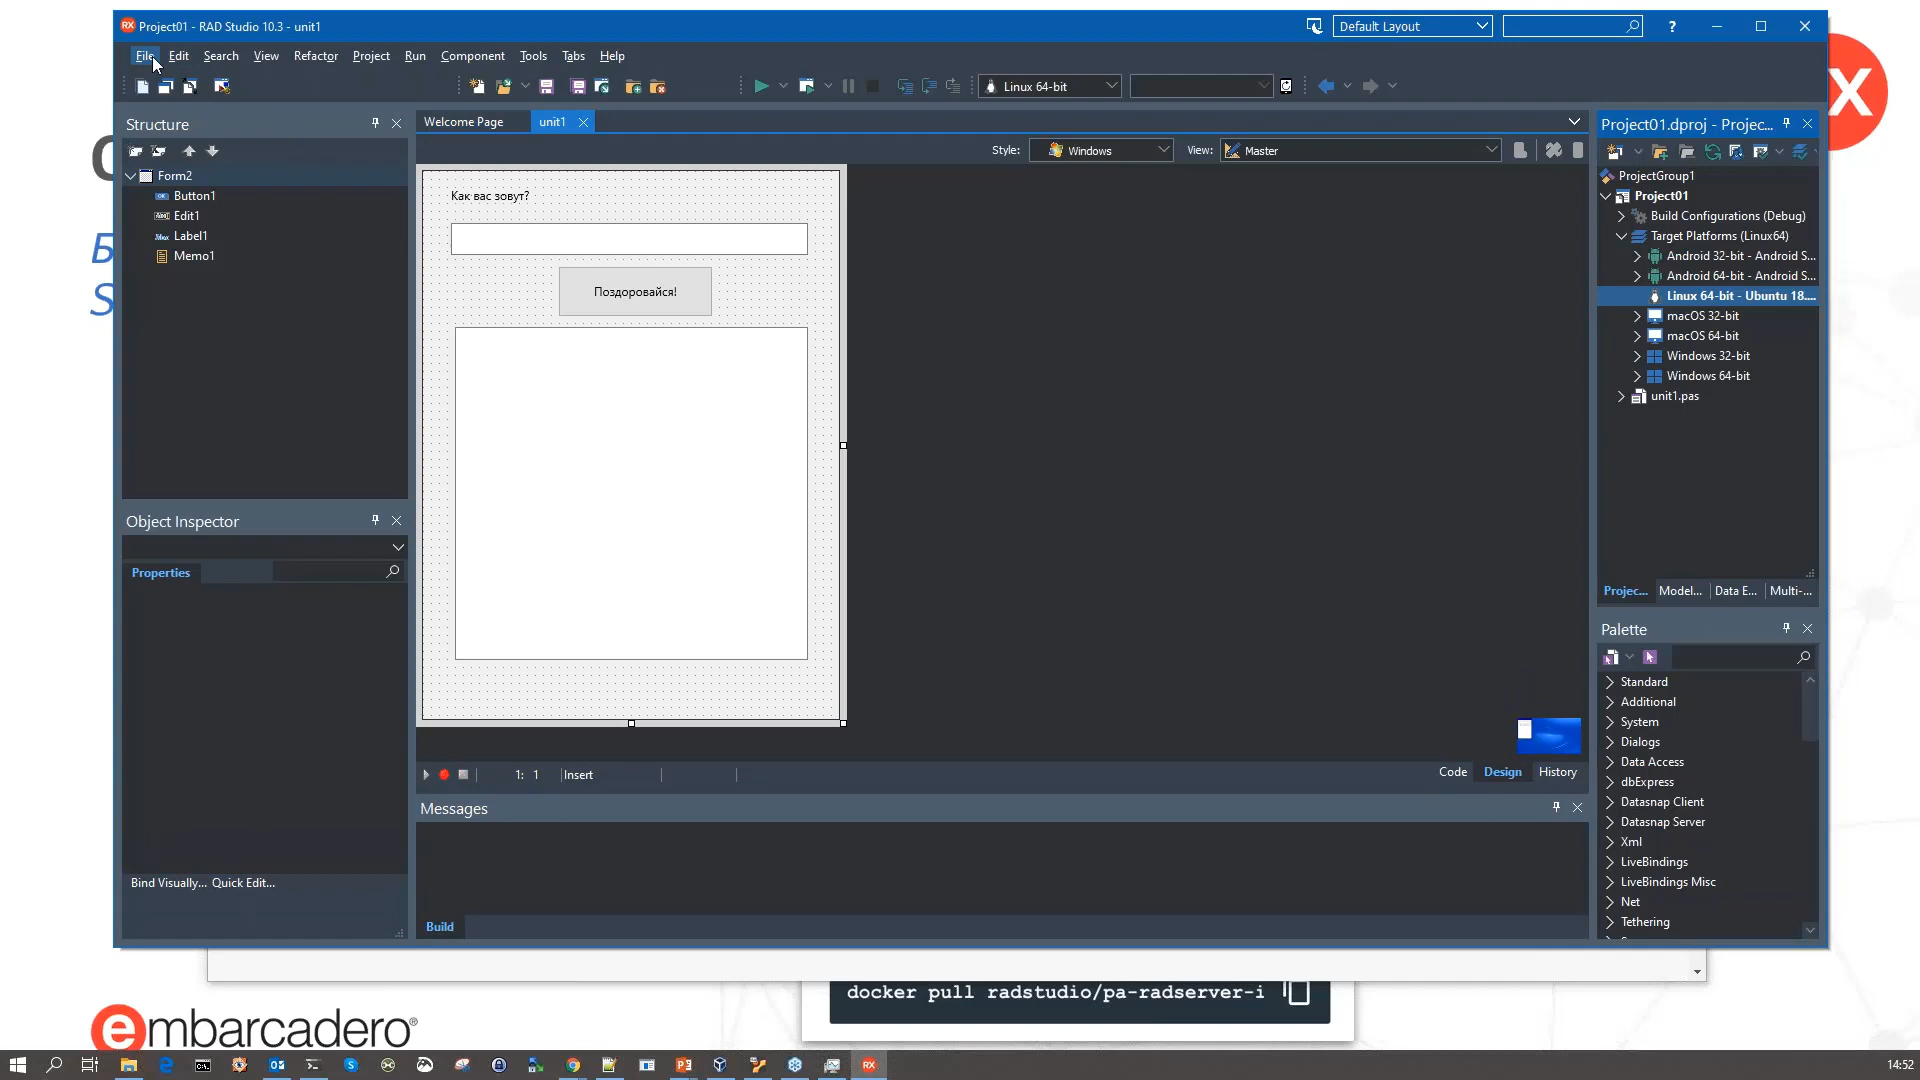 Project01 - RAD Studio 10.3 - unit1
Default Layout
File Edit Search View Refactor Project Run Component Tools Tabs Help
Linux 64-bit
Structure
Form2
Button1
Edit1
Label1
Memo1
Object Inspector
Properties
Bind Visually... Quick Edit...
Welcome Page
unit1
Style: Windows View: Master
Как вас зовут?
Поздоровайся!
1: 1 Insert
Code Design History
Messages
Build
Project01.dproj - Projec...
ProjectGroup1
Project01
Build Configurations (Debug)
Target Platforms (Linux64)
Android 32-bit - Android S...
Android 64-bit - Android S...
Linux 64-bit - Ubuntu 18....
macOS 32-bit
macOS 64-bit
Windows 32-bit
Windows 64-bit
unit1.pas
Projec... Model... Data E... Multi-...
Palette
Standard
Additional
System
Dialogs
Data Access
dbExpress
Datasnap Client
Datasnap Server
Xml
LiveBindings
LiveBindings Misc
Net
Tethering
docker pull radstudio/pa-radserver-i
embarcadero®
14:52